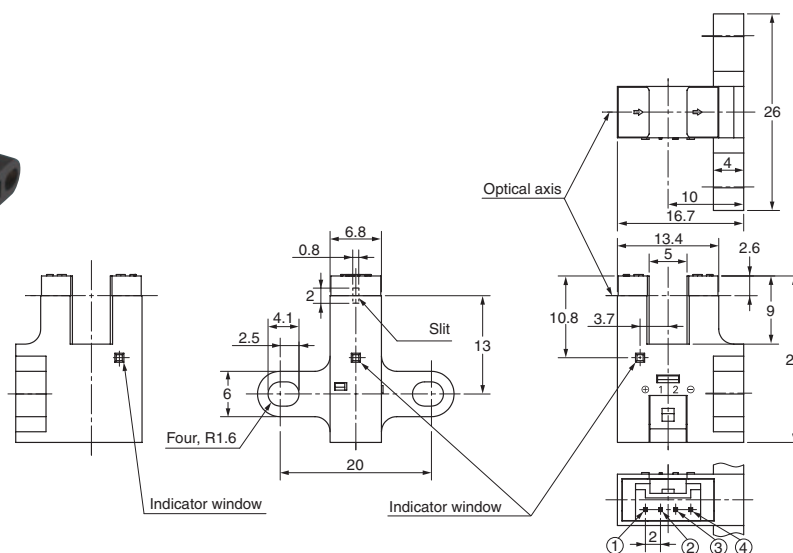 26
4
Optical axis
10
16.7
6.8
13.4
0.8
5
2.6
2
10.8
3.7
9
4.1
Slit
2.5
13
6
⊕ 1 2 ⊖
Four, R1.6
20
Indicator window
Indicator window
① 2 ② ③ ④